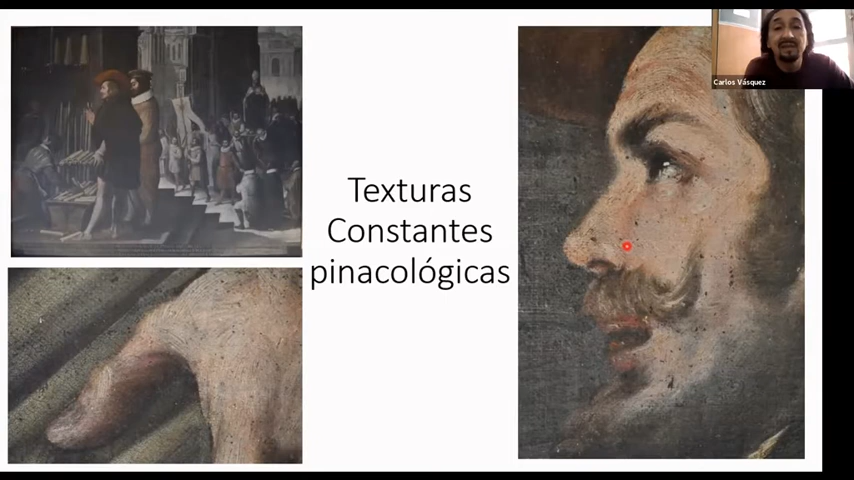 Carlos Vásquez
Texturas
Constantes
pinacológicas